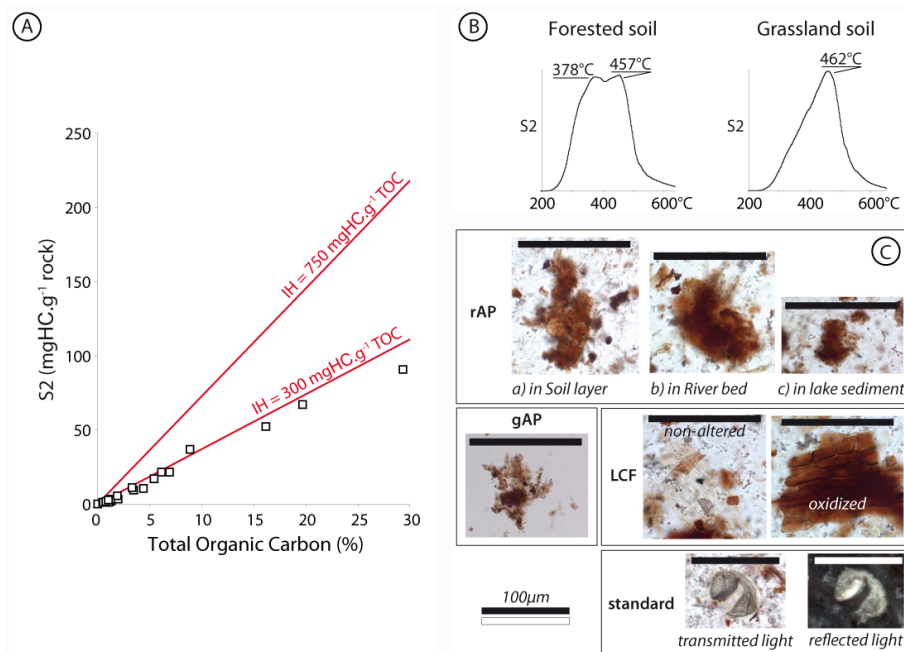 A
250
200
150
100
50
0
0
5
10
15
20
25
30
S2 (mgHC.g⁻¹ rock)
Total Organic Carbon (%)
IH = 750 mgHC.g⁻¹ TOC
IH = 300 mgHC.g⁻¹ TOC
B
Forested soil
378°C
457°C
S2
200
400
600°C
Grassland soil
462°C
S2
200
400
600°C
C
rAP
a) in Soil layer
b) in River bed
c) in lake sediment
gAP
LCF
non-altered
oxidized
100µm
standard
transmitted light
reflected light